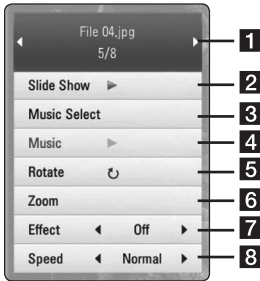 File 04.jpg 1
5/8
Slide Show 2
Music Select 3
Music 4
Rotate 5
Zoom 6
Effect Off 7
Speed Normal 8